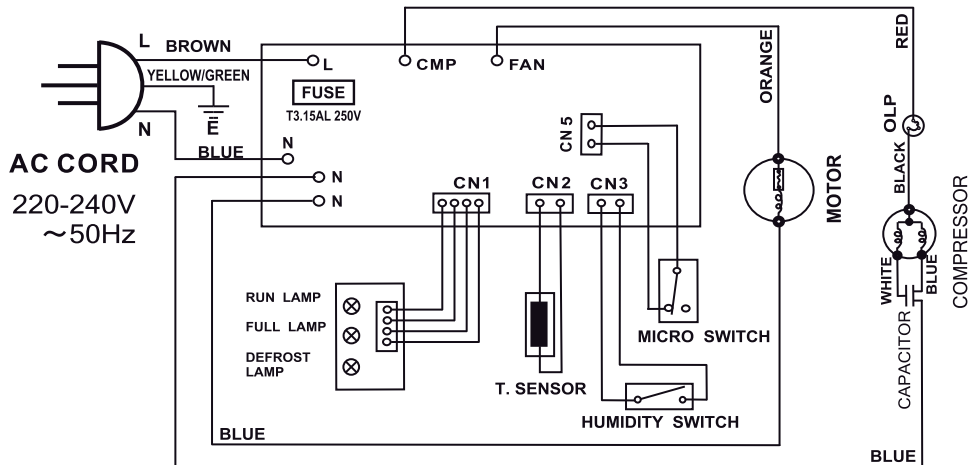 L
BROWN
YELLOW/GREEN
N
E
BLUE
AC CORD
220-240V
~50Hz
L
CMP
FAN
FUSE
T3.15AL 250V
N
N
N
CN1
CN2
CN3
CN 5
ORANGE
MOTOR
RED
OLP
BLACK
WHITE
BLUE
CAPACITOR
COMPRESSOR
RUN LAMP
FULL LAMP
DEFROST
LAMP
T. SENSOR
MICRO SWITCH
HUMIDITY SWITCH
BLUE
BLUE